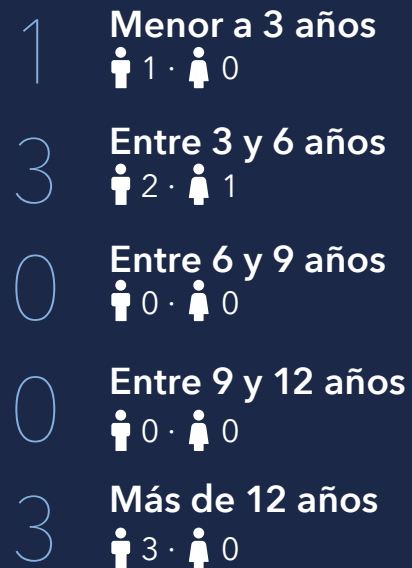 1
Menor a 3 años
1 · 0
3
Entre 3 y 6 años
2 · 1
0
Entre 6 y 9 años
0 · 0
0
Entre 9 y 12 años
0 · 0
3
Más de 12 años
3 · 0